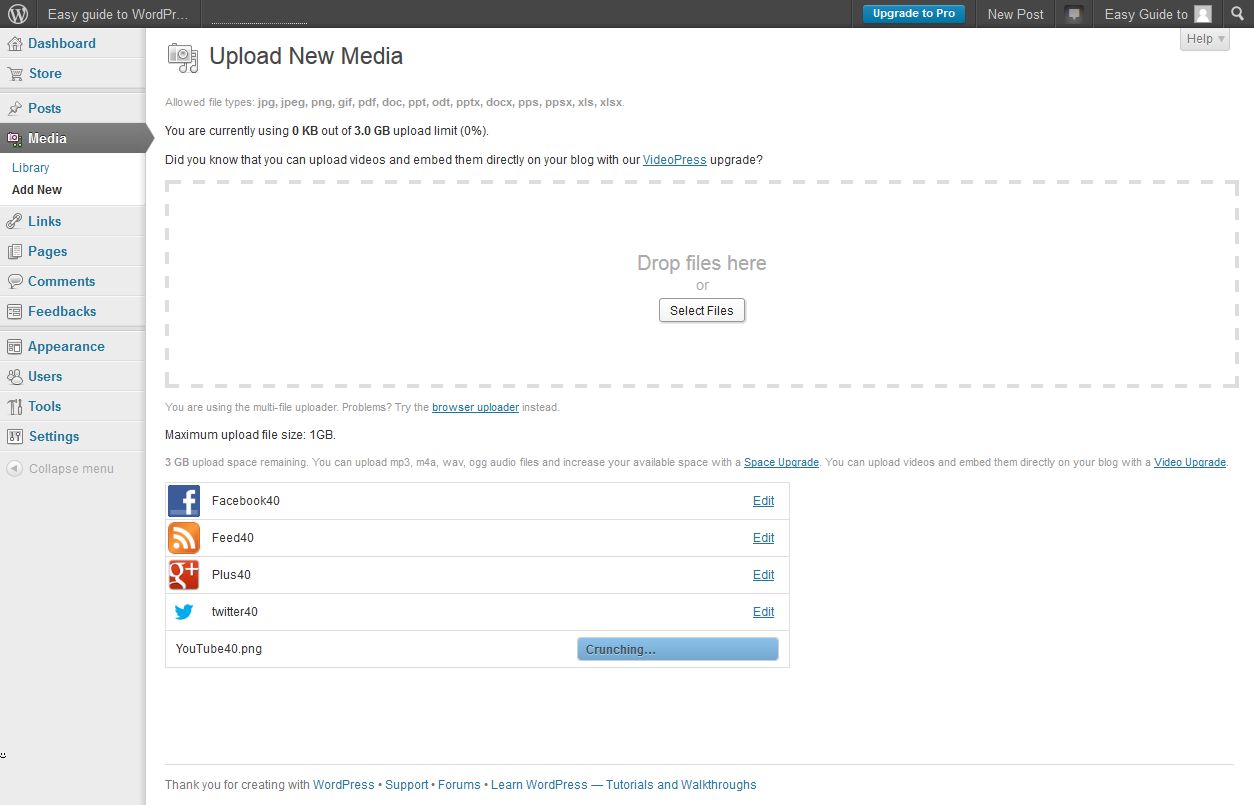 Easy guide to WordPr... Upgrade to Pro New Post Easy Guide to
Help
Dashboard
Store
Posts
Media
Library
Add New
Links
Pages
Comments
Feedbacks
Appearance
Users
Tools
Settings
Collapse menu
Upload New Media
Allowed file types: jpg, jpeg, png, gif, pdf, doc, ppt, odt, pptx, docx, pps, ppsx, xls, xlsx.
You are currently using 0 KB out of 3.0 GB upload limit (0%).
Did you know that you can upload videos and embed them directly on your blog with our VideoPress upgrade?
Drop files here
or
Select Files
You are using the multi-file uploader. Problems? Try the browser uploader instead.
Maximum upload file size: 1GB.
3 GB upload space remaining. You can upload mp3, m4a, wav, ogg audio files and increase your available space with a Space Upgrade. You can upload videos and embed them directly on your blog with a Video Upgrade.
Facebook40 Edit
Feed40 Edit
Plus40 Edit
twitter40 Edit
YouTube40.png Crunching...
Thank you for creating with WordPress • Support • Forums • Learn WordPress — Tutorials and Walkthroughs